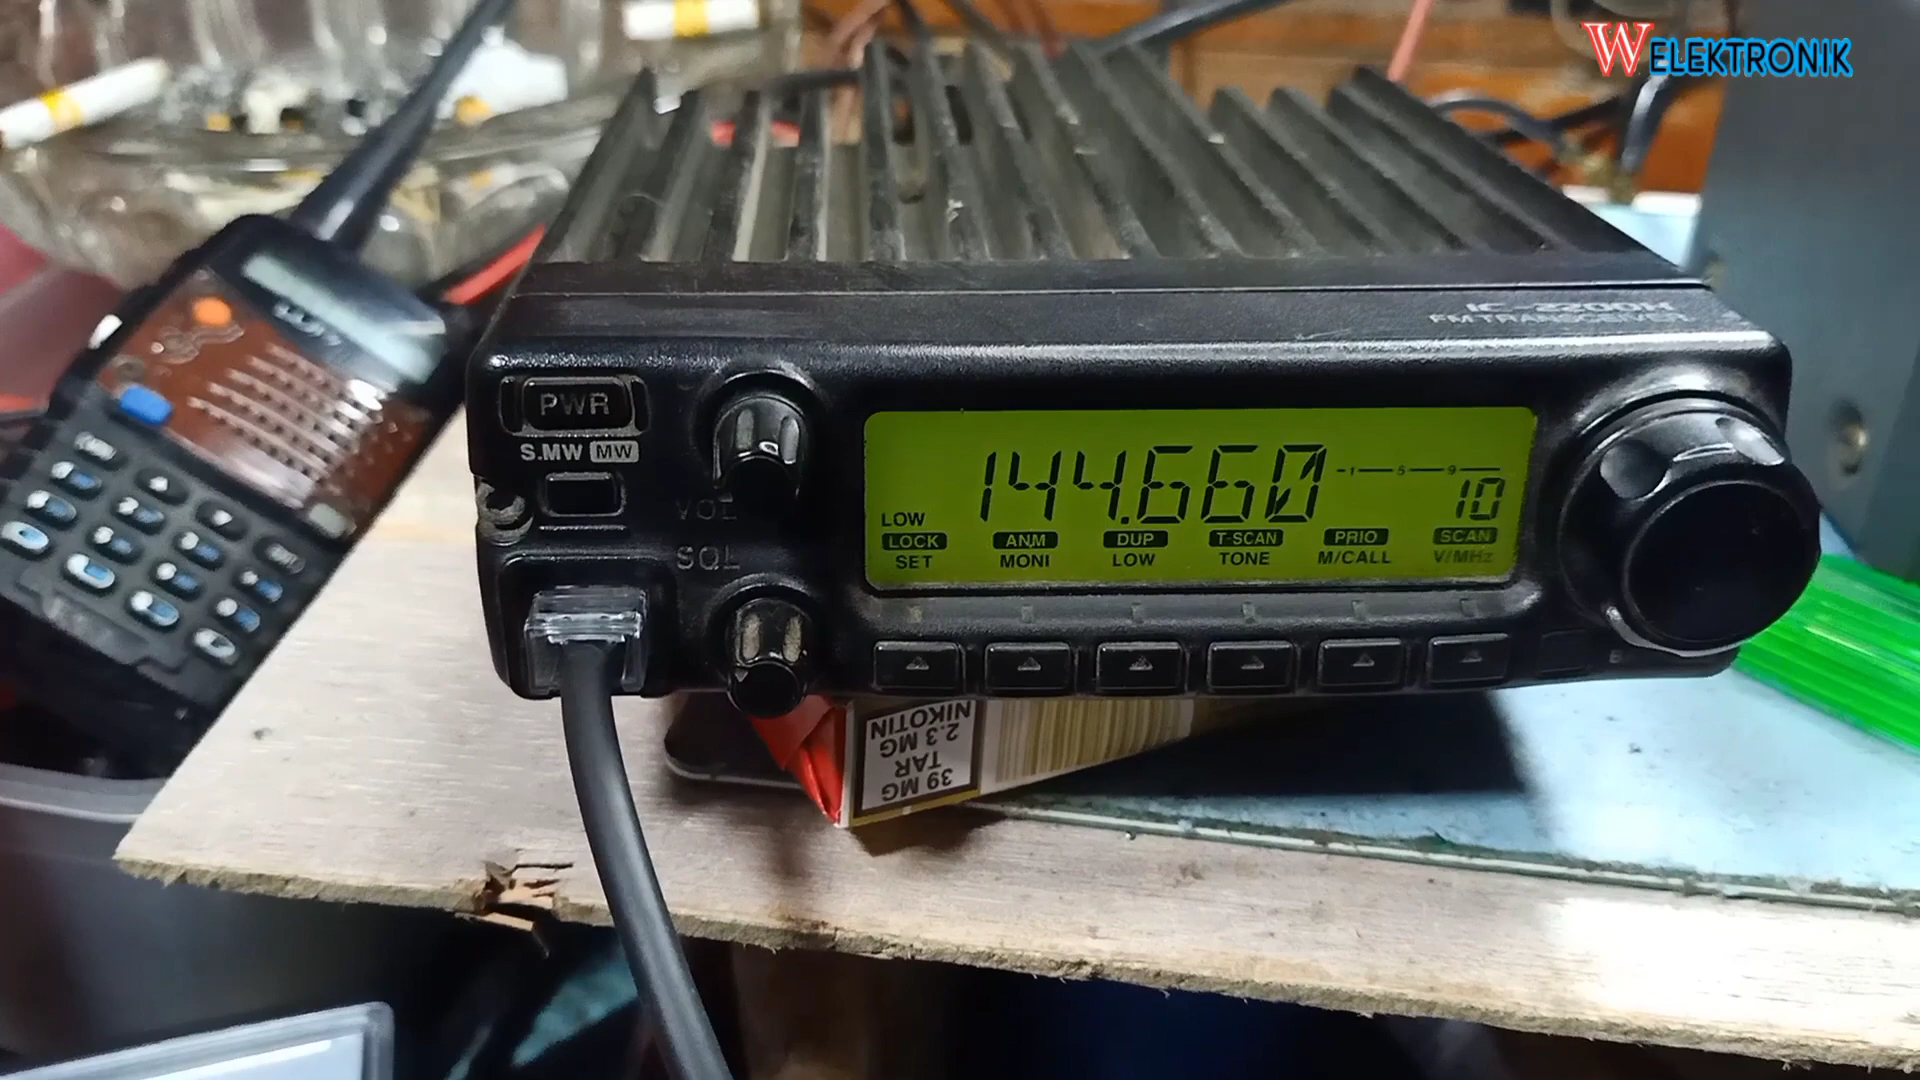 WELEKTRONIK
IC-2200H
FM TRANSCEIVER
PWR
S.MW MW
VOL
SQL
144.660
1 5 9
10
LOW
LOCK ANM DUP T-SCAN PRIO SCAN
SET MONI LOW TONE M/CALL V/MHz
39 MG
TAR
2.3 MG
NIKOTIN